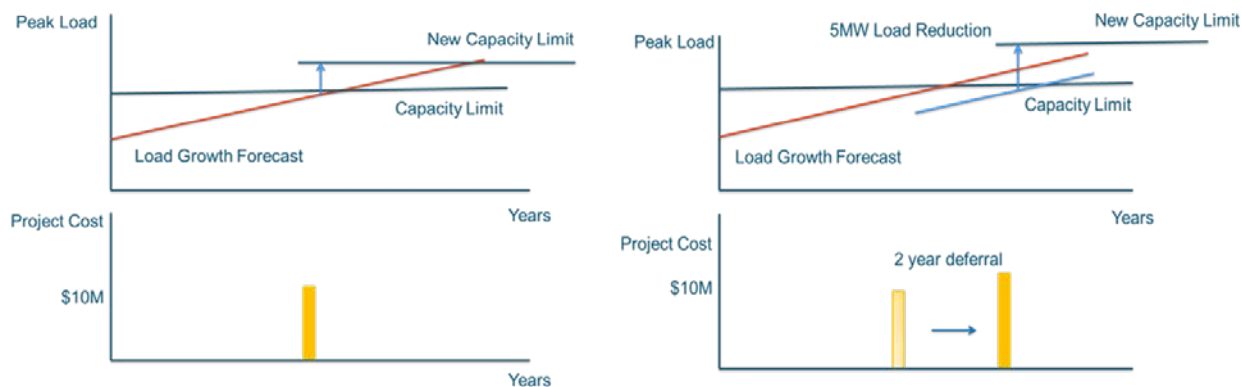 Peak Load
New Capacity Limit
Capacity Limit
Load Growth Forecast
Years
Project Cost
$10M
Years
Peak Load
5MW Load Reduction
New Capacity Limit
Capacity Limit
Load Growth Forecast
Years
Project Cost
2 year deferral
$10M